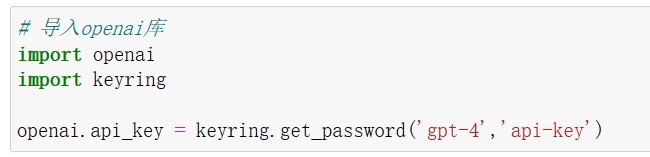 # 导入openai库
import openai
import keyring
openai.api_key = keyring.get_password('gpt-4','api-key')